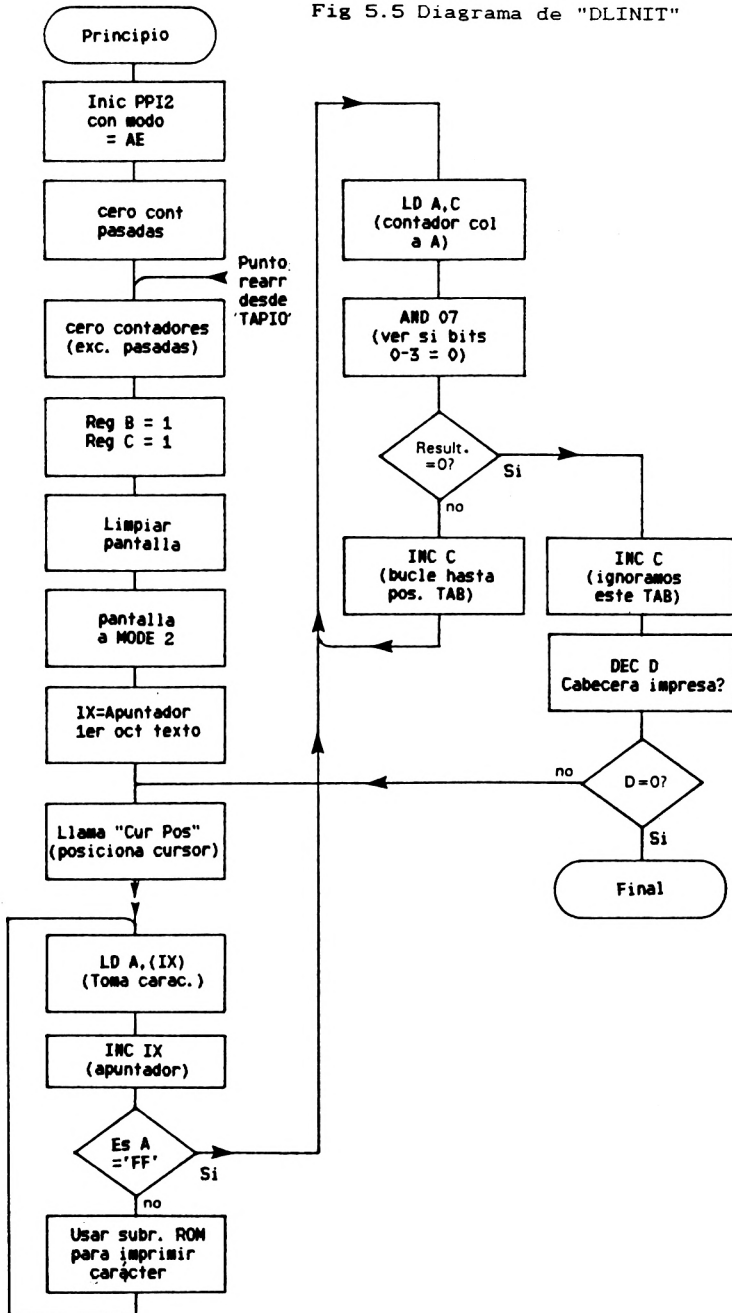 Fig 5.5 Diagrama de "DLINIT"
Principio
Inic PPI2
con modo
= AE
cero cont
pasadas
Punto
rearr
desde
'TAPIO'
cero contadores
(exc. pasadas)
Reg B = 1
Reg C = 1
Limpiar
pantalla
pantalla
a MODE 2
IX=Apuntador
1er oct texto
Llama "Cur Pos"
(posiciona cursor)
LD A,(IX)
(Toma carac.)
INC IX
(apuntador)
Es A
='FF'
Si
no
Usar subr. ROM
para imprimir
carácter
LD A,C
(contador col
a A)
AND 07
(ver si bits
0-3 = 0)
Result.
=0?
Si
no
INC C
(bucle hasta
pos. TAB)
INC C
(ignoramos
este TAB)
DEC D
Cabecera impresa?
D=0?
no
Si
Final